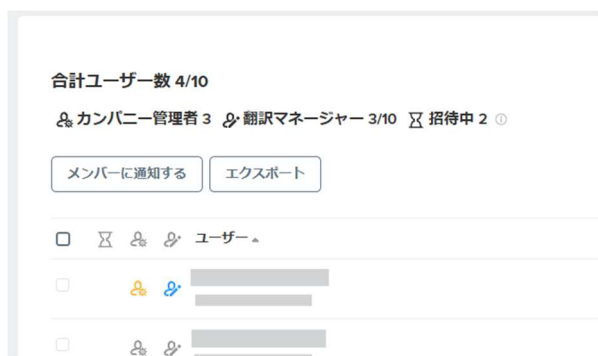 合計ユーザー数 4/10
カンパニー管理者 3 翻訳マネージャー 3/10 招待中 2
メンバーに通知する エクスポート
ユーザー